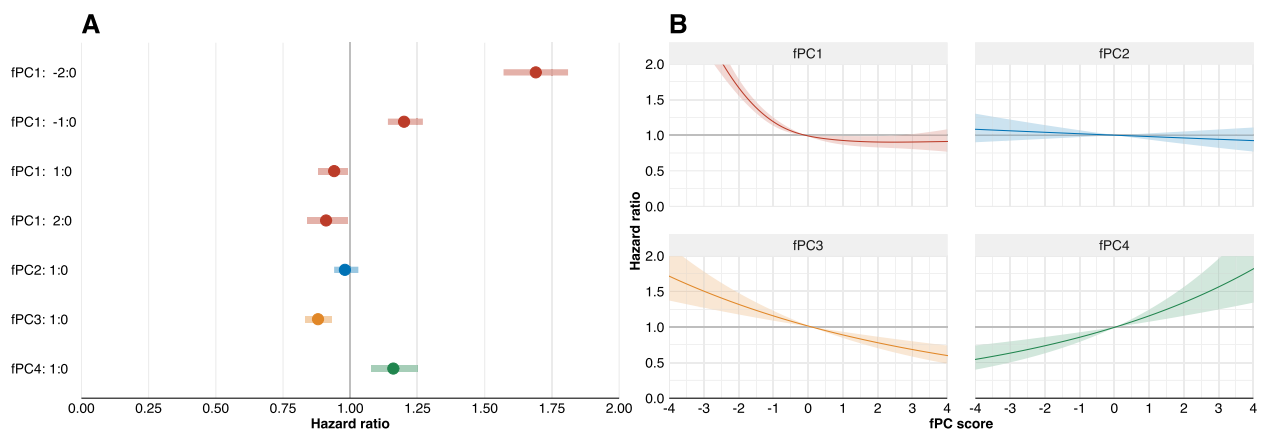 A
fPC1: -2:0
fPC1: -1:0
fPC1: 1:0
fPC1: 2:0
fPC2: 1:0
fPC3: 1:0
fPC4: 1:0
0.00 0.25 0.50 0.75 1.00 1.25 1.50 1.75 2.00
Hazard ratio
B
Hazard ratio
fPC1 fPC2
2.0
1.5
1.0
0.5
0.0
fPC3 fPC4
2.0
1.5
1.0
0.5
0.0
-4 -3 -2 -1 0 1 2 3 4 -4 -3 -2 -1 0 1 2 3 4
fPC score